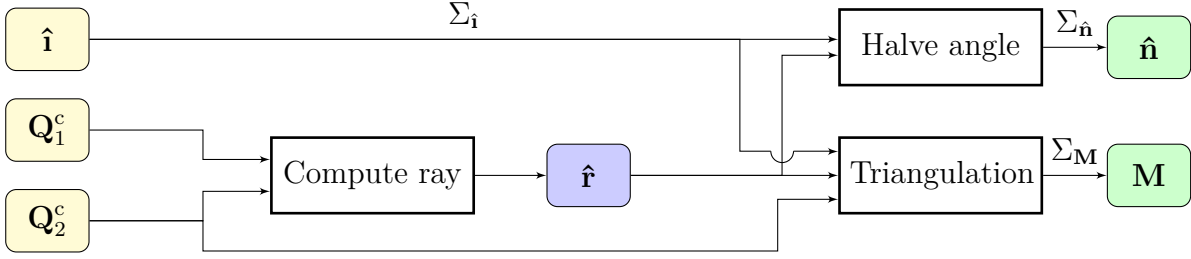 Σ_î
î
Halve angle
Σ_n̂
n̂
Q₁ᶜ
Q₂ᶜ
Compute ray
r̂
Triangulation
Σ_M
M